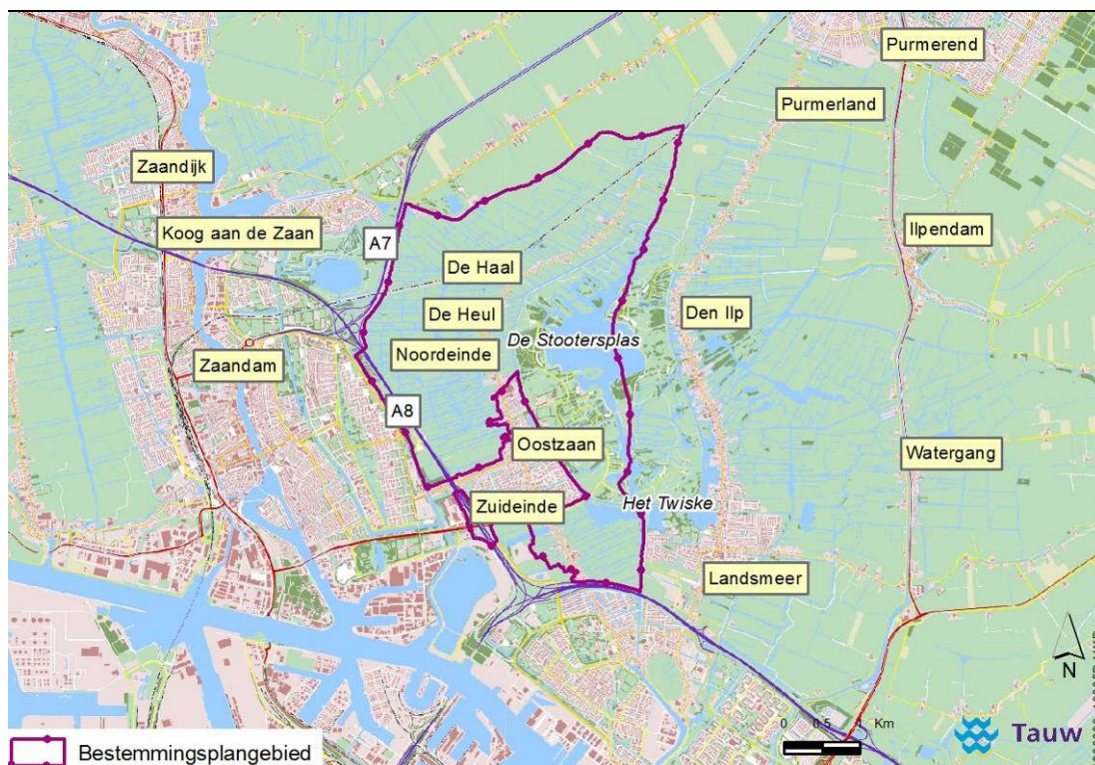 Purmerend
Purmerland
Zaandijk
Ilpendam
Koog aan de Zaan
A7
De Haal
De Heul
Den Ilp
De Stootersplas
Noordeinde
Zaandam
A8
Oostzaan
Watergang
Zuideinde
Het Twiske
Landsmeer
N
0 0,5 1 Km
Tauw
Bestemmingsplangebied